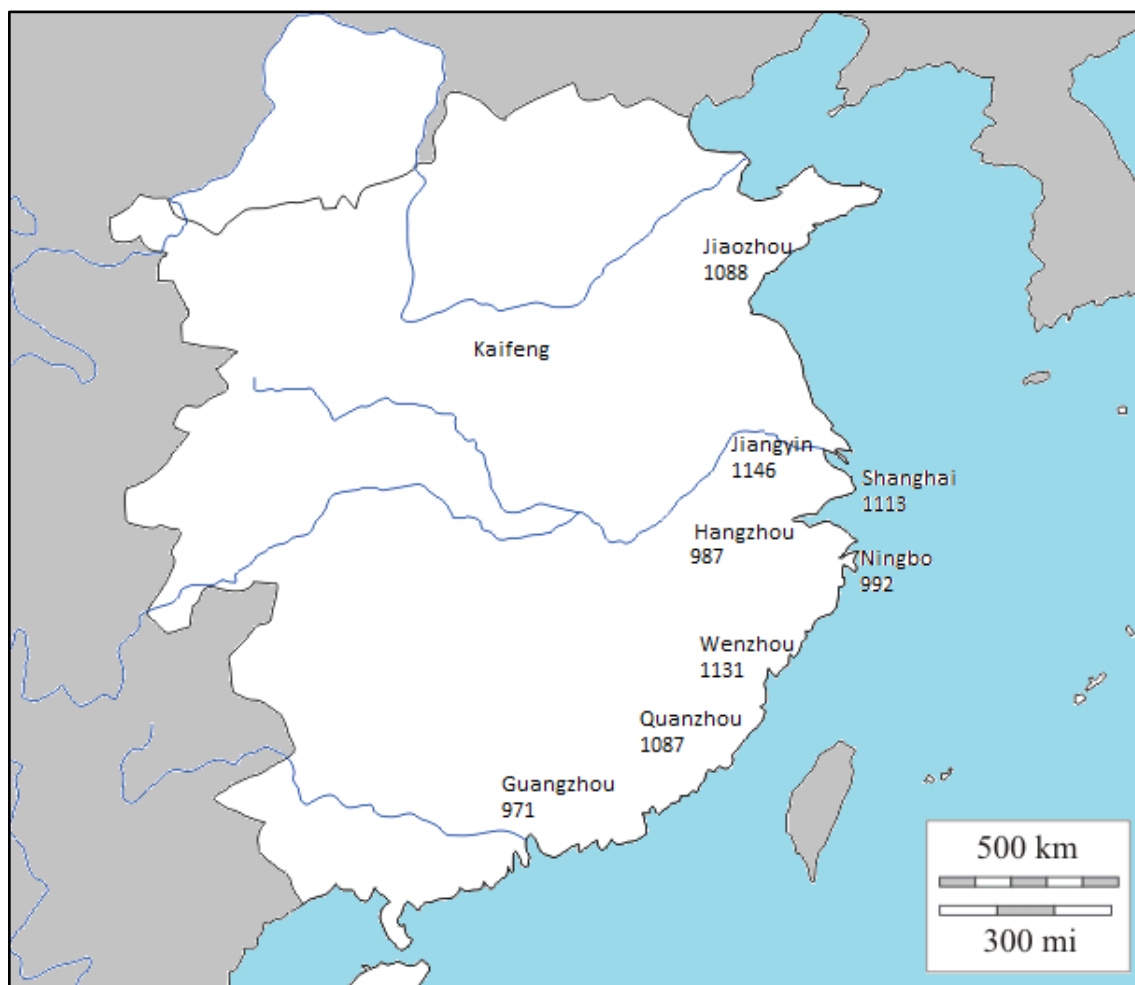 Jiaozhou
1088
Kaifeng
Jiangyin
1146
Shanghai
1113
Hangzhou
987
Ningbo
992
Wenzhou
1131
Quanzhou
1087
Guangzhou
971
500 km
300 mi